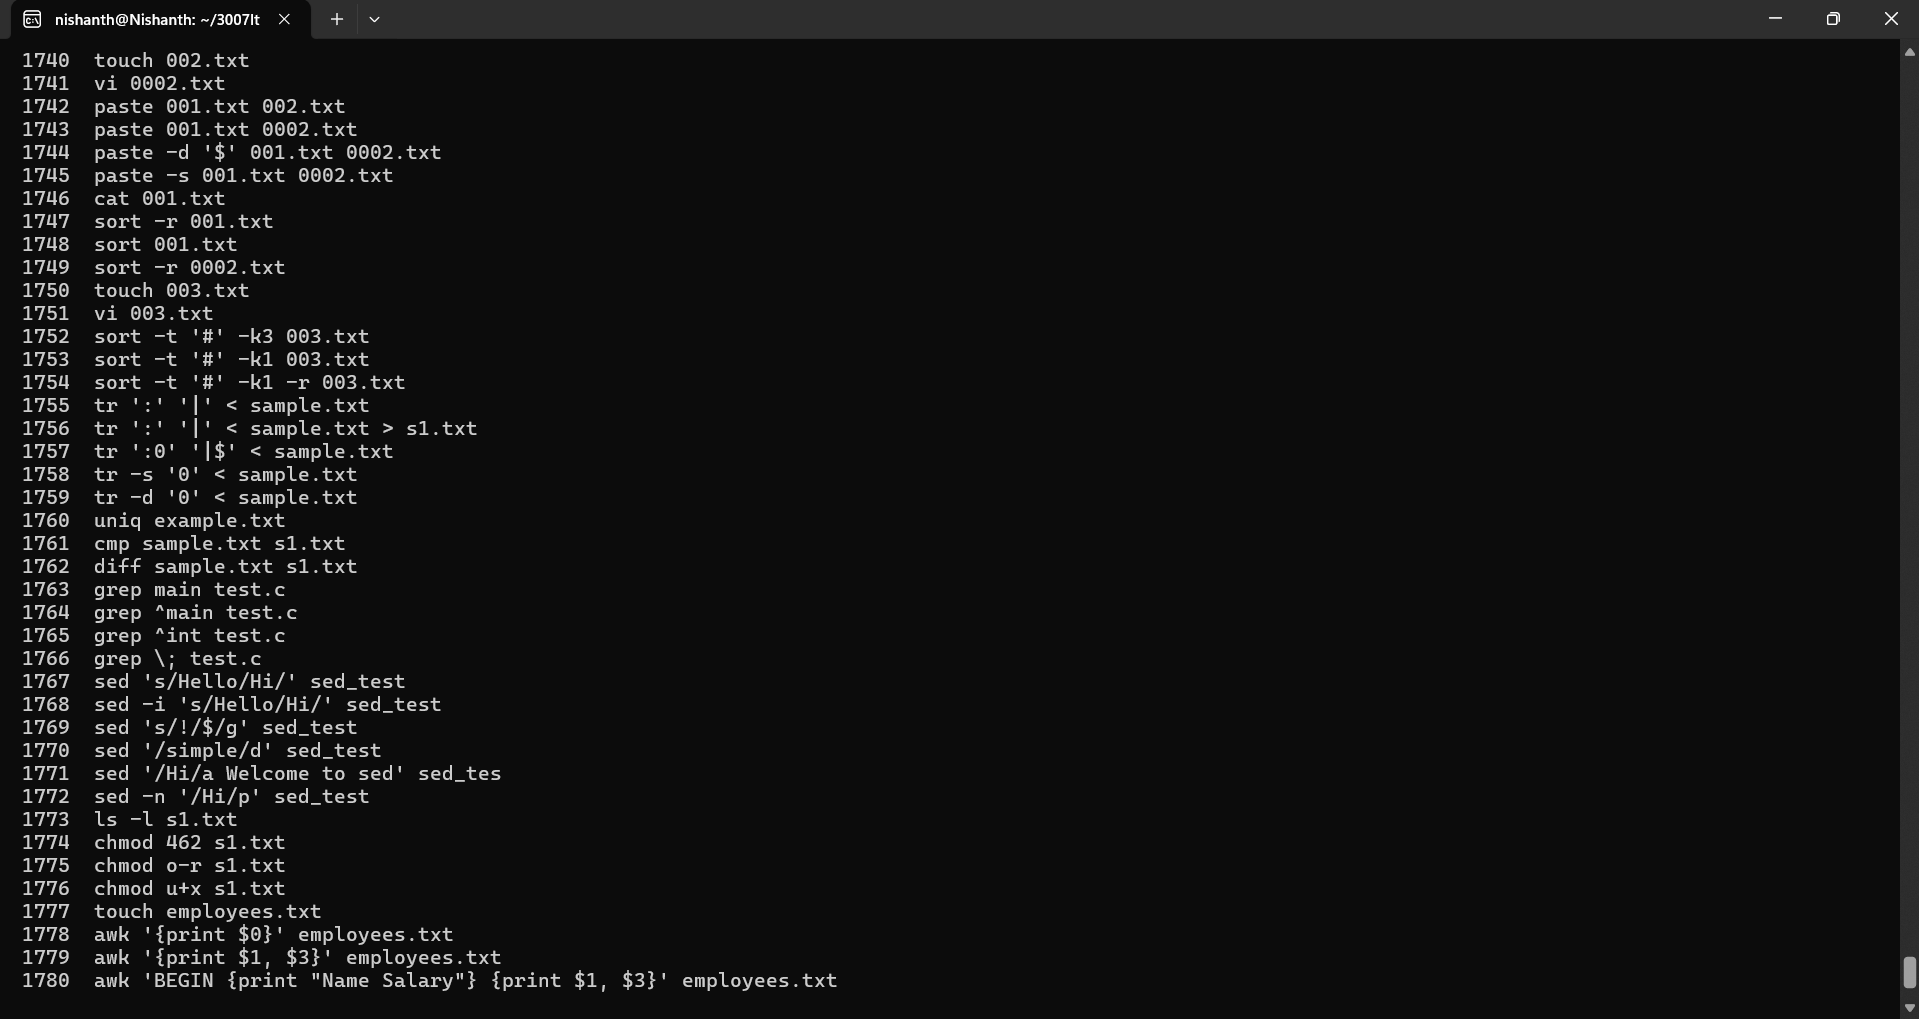 nishanth@Nishanth: ~/3007lt
1740  touch 002.txt
1741  vi 0002.txt
1742  paste 001.txt 002.txt
1743  paste 001.txt 0002.txt
1744  paste -d '$' 001.txt 0002.txt
1745  paste -s 001.txt 0002.txt
1746  cat 001.txt
1747  sort -r 001.txt
1748  sort 001.txt
1749  sort -r 0002.txt
1750  touch 003.txt
1751  vi 003.txt
1752  sort -t '#' -k3 003.txt
1753  sort -t '#' -k1 003.txt
1754  sort -t '#' -k1 -r 003.txt
1755  tr ':' '|' < sample.txt
1756  tr ':' '|' < sample.txt > s1.txt
1757  tr ':0' '|$' < sample.txt
1758  tr -s '0' < sample.txt
1759  tr -d '0' < sample.txt
1760  uniq example.txt
1761  cmp sample.txt s1.txt
1762  diff sample.txt s1.txt
1763  grep main test.c
1764  grep ^main test.c
1765  grep ^int test.c
1766  grep \; test.c
1767  sed 's/Hello/Hi/' sed_test
1768  sed -i 's/Hello/Hi/' sed_test
1769  sed 's/!/$/g' sed_test
1770  sed '/simple/d' sed_test
1771  sed '/Hi/a Welcome to sed' sed_tes
1772  sed -n '/Hi/p' sed_test
1773  ls -l s1.txt
1774  chmod 462 s1.txt
1775  chmod o-r s1.txt
1776  chmod u+x s1.txt
1777  touch employees.txt
1778  awk '{print $0}' employees.txt
1779  awk '{print $1, $3}' employees.txt
1780  awk 'BEGIN {print "Name Salary"} {print $1, $3}' employees.txt